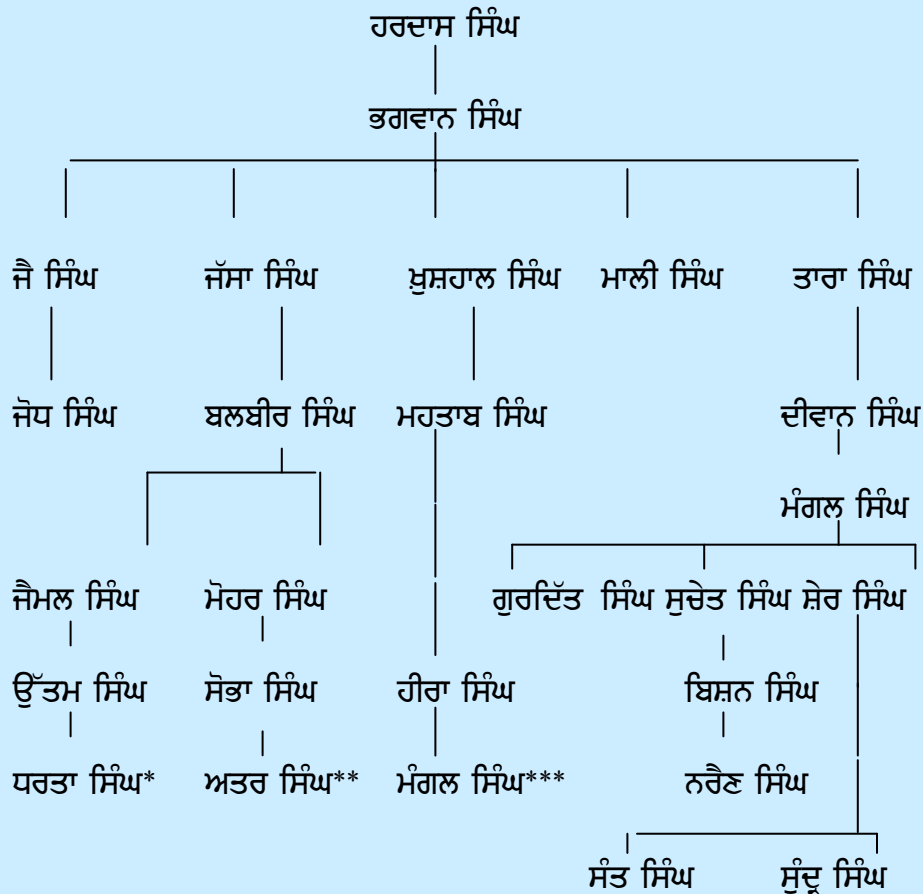 ਹਰਦਾਸ ਸਿੰਘ
ਭਗਵਾਨ ਸਿੰਘ
ਜੈ ਸਿੰਘ ਜੱਸਾ ਸਿੰਘ ਖ਼ੁਸ਼ਹਾਲ ਸਿੰਘ ਮਾਲੀ ਸਿੰਘ ਤਾਰਾ ਸਿੰਘ
ਜੋਧ ਸਿੰਘ ਬਲਬੀਰ ਸਿੰਘ ਮਹਤਾਬ ਸਿੰਘ ਦੀਵਾਨ ਸਿੰਘ
ਮੰਗਲ ਸਿੰਘ
ਜੈਮਲ ਸਿੰਘ ਮੋਹਰ ਸਿੰਘ ਗੁਰਦਿੱਤ ਸਿੰਘ ਸੁਚੇਤ ਸਿੰਘ ਸ਼ੇਰ ਸਿੰਘ
ਉੱਤਮ ਸਿੰਘ ਸੋਭਾ ਸਿੰਘ ਹੀਰਾ ਸਿੰਘ ਬਿਸ਼ਨ ਸਿੰਘ
ਧਰਤਾ ਸਿੰਘ* ਅਤਰ ਸਿੰਘ** ਮੰਗਲ ਸਿੰਘ*** ਨਰੈਣ ਸਿੰਘ
ਸੰਤ ਸਿੰਘ ਸੁੰਦ੍ਰ ਸਿੰਘ